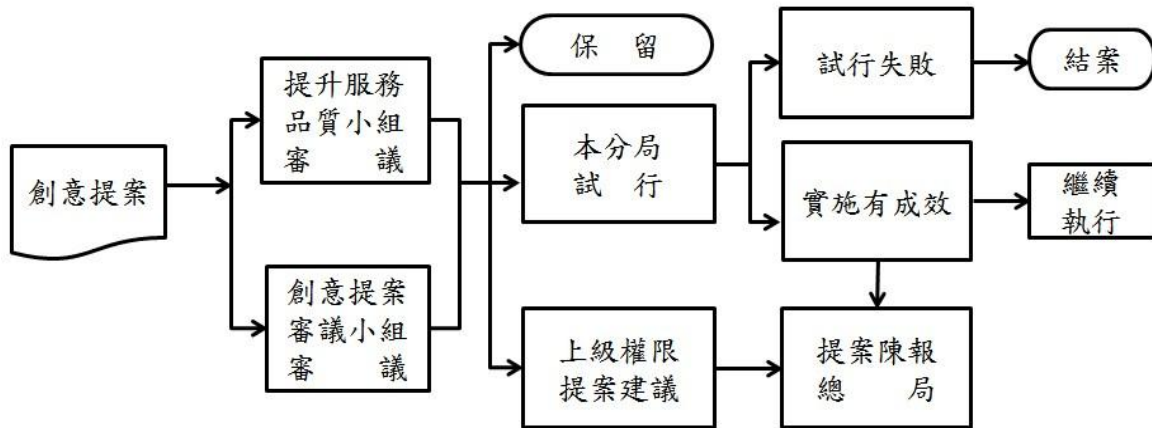 創意提案
提升服務
品質小組
審 議
創意提案
審議小組
審 議
保 留
本分局
試 行
上級權限
提案建議
試行失敗
實施有成效
提案陳報
總 局
結案
繼續
執行